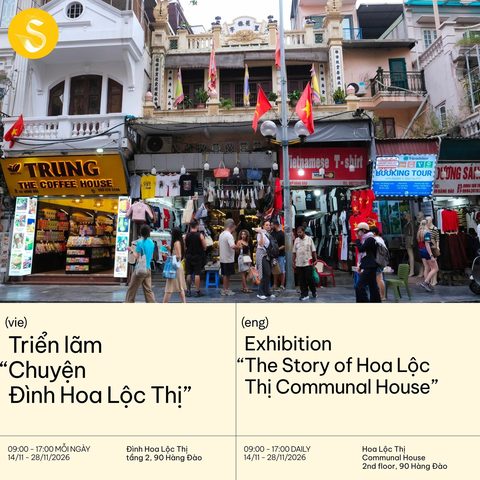 S
TRUNG
THE COFFEE HOUSE
Vietnamese T-shirt
BOOKING TOUR
(vie)
Triển lãm
“Chuyện
Đình Hoa Lộc Thị”
09:00 - 17:00 MỖI NGÀY
14/11 - 28/11/2026
Đình Hoa Lộc Thị
tầng 2, 90 Hàng Đào
(eng)
Exhibition
“The Story of Hoa Lộc
Thị Communal House”
09:00 - 17:00 DAILY
14/11 - 28/11/2026
Hoa Lộc Thị
Communal House
2nd floor, 90 Hàng Đào